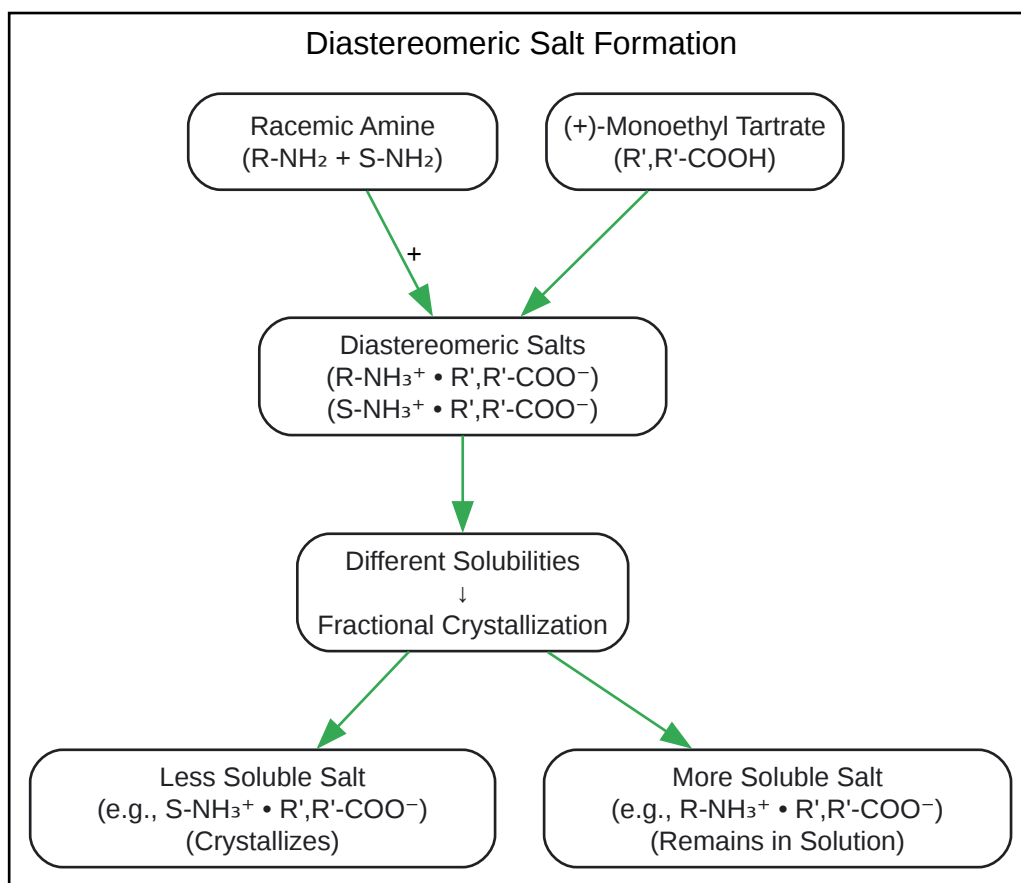 Diastereomeric Salt Formation
Racemic Amine
(R-NH₂ + S-NH₂)
(+)-Monoethyl Tartrate
(R',R'-COOH)
+
Diastereomeric Salts
(R-NH₃⁺ • R',R'-COO⁻)
(S-NH₃⁺ • R',R'-COO⁻)
Different Solubilities
↓
Fractional Crystallization
Less Soluble Salt
(e.g., S-NH₃⁺ • R',R'-COO⁻)
(Crystallizes)
More Soluble Salt
(e.g., R-NH₃⁺ • R',R'-COO⁻)
(Remains in Solution)